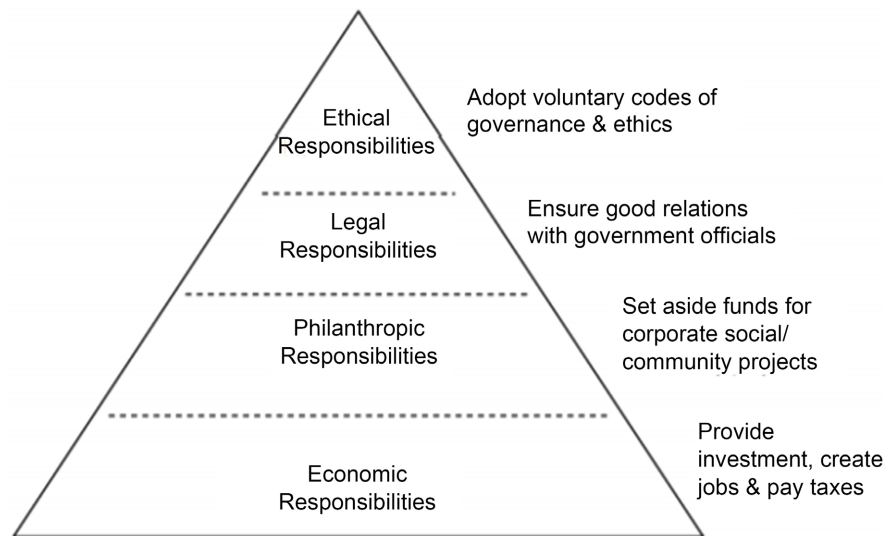 Ethical
Responsibilities
Adopt voluntary codes of
governance & ethics
Legal
Responsibilities
Ensure good relations
with government officials
Philanthropic
Responsibilities
Set aside funds for
corporate social/
community projects
Economic
Responsibilities
Provide
investment, create
jobs & pay taxes